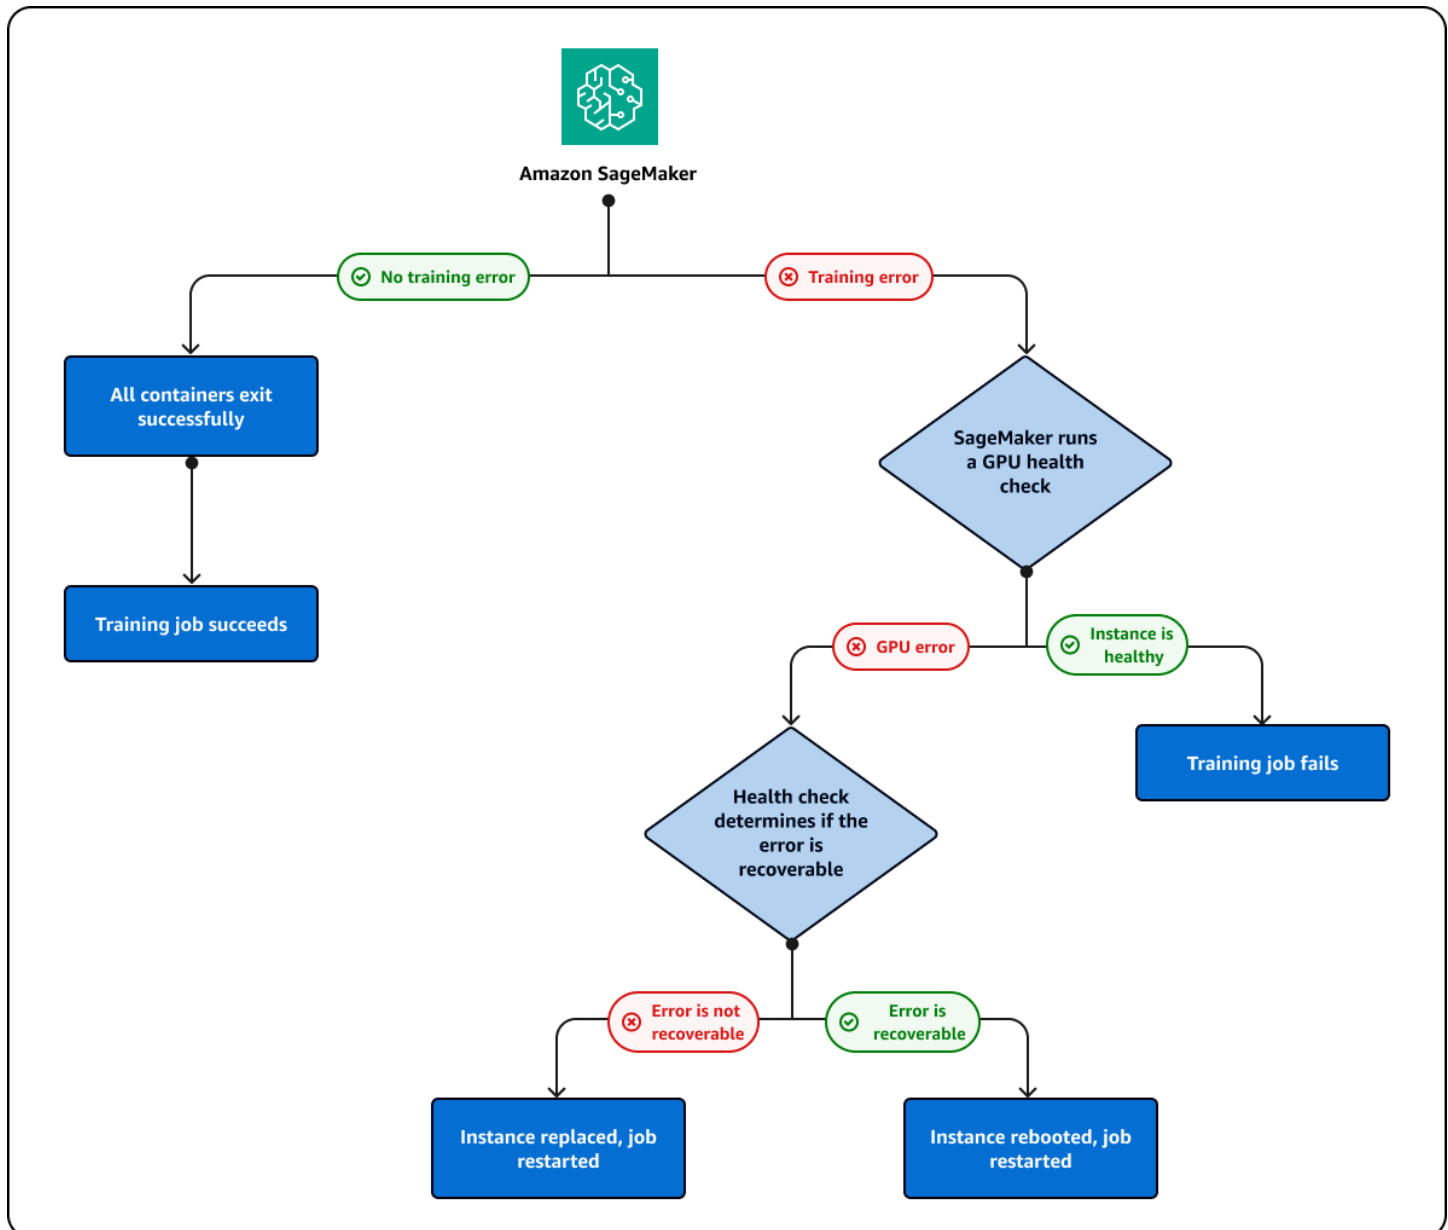 Amazon SageMaker
No training error
Training error
All containers exit
successfully
SageMaker runs
a GPU health
check
Training job succeeds
GPU error
Instance is
healthy
Training job fails
Health check
determines if the
error is
recoverable
Error is not
recoverable
Error is
recoverable
Instance replaced, job
restarted
Instance rebooted, job
restarted